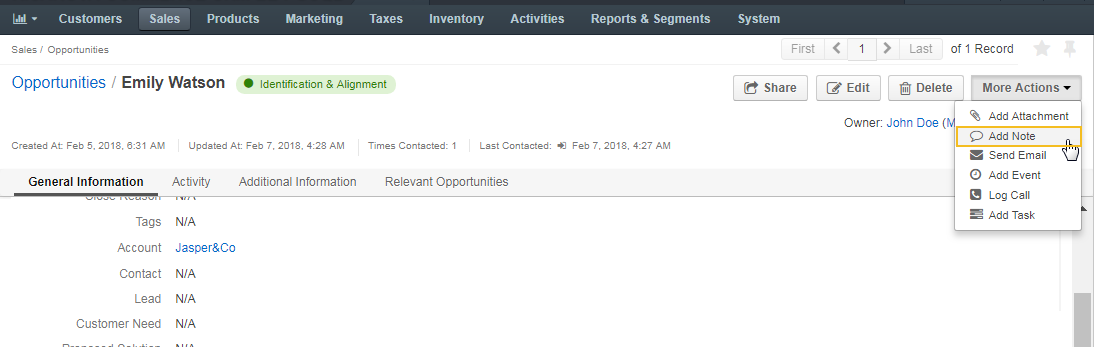 Customers Sales Products Marketing Taxes Inventory Activities Reports & Segments System
Sales / Opportunities
First 1 Last of 1 Record
Opportunities / Emily Watson Identification & Alignment
Share Edit Delete More Actions
Owner: John Doe (M
Add Attachment
Add Note
Send Email
Add Event
Log Call
Add Task
Created At: Feb 5, 2018, 6:31 AM Updated At: Feb 7, 2018, 4:28 AM Times Contacted: 1 Last Contacted: Feb 7, 2018, 4:27 AM
General Information Activity Additional Information Relevant Opportunities
Close Reason N/A
Tags N/A
Account Jasper&Co
Contact N/A
Lead N/A
Customer Need N/A
Proposed Solution N/A